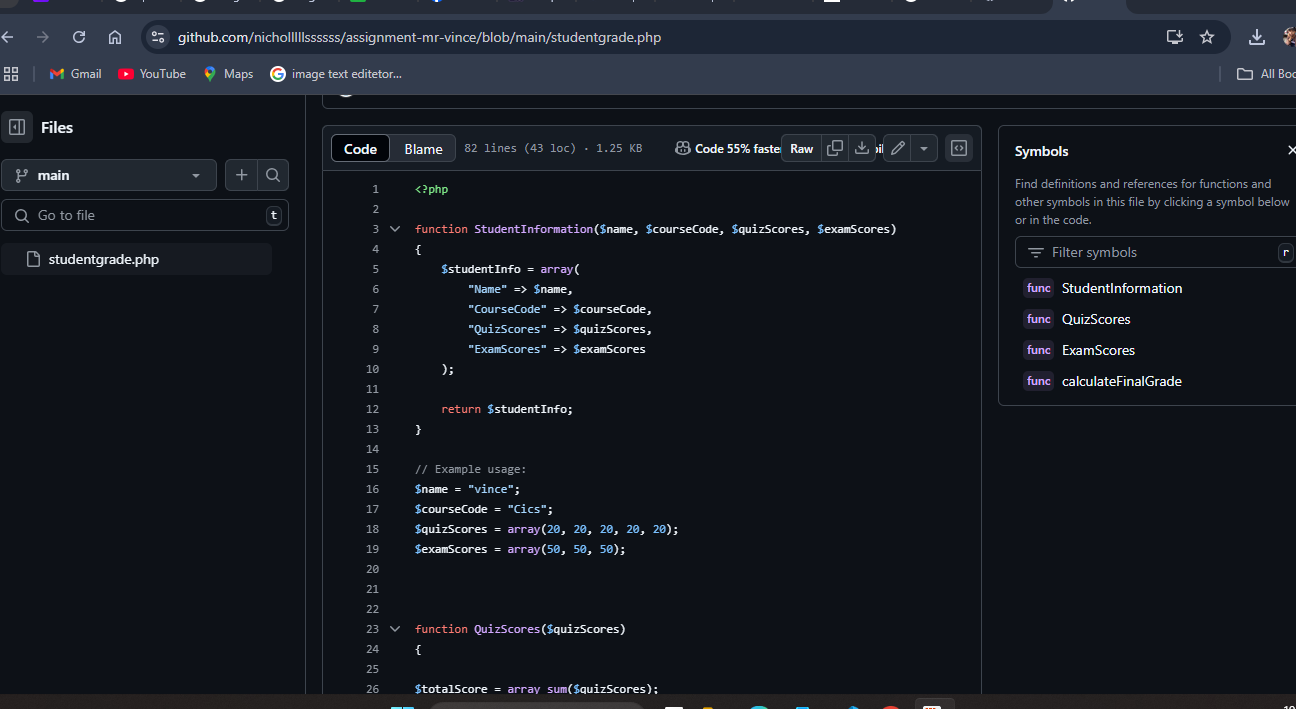 github.com/nicholllllssssss/assignment-mr-vince/blob/main/studentgrade.php
Gmail YouTube Maps image text editetor... All Boo
Files
main
Go to file t
studentgrade.php
Code Blame 82 lines (43 loc) · 1.25 KB Code 55% faste Raw
1 <?php
2
3 function StudentInformation($name, $courseCode, $quizScores, $examScores)
4 {
5 $studentInfo = array(
6 "Name" => $name,
7 "CourseCode" => $courseCode,
8 "QuizScores" => $quizScores,
9 "ExamScores" => $examScores
10 );
11
12 return $studentInfo;
13 }
14
15 // Example usage:
16 $name = "vince";
17 $courseCode = "Cics";
18 $quizScores = array(20, 20, 20, 20, 20);
19 $examScores = array(50, 50, 50);
20
21
22
23 function QuizScores($quizScores)
24 {
25
26 $totalScore = array_sum($quizScores);
Symbols
Find definitions and references for functions and
other symbols in this file by clicking a symbol below
or in the code.
Filter symbols r
func StudentInformation
func QuizScores
func ExamScores
func calculateFinalGrade